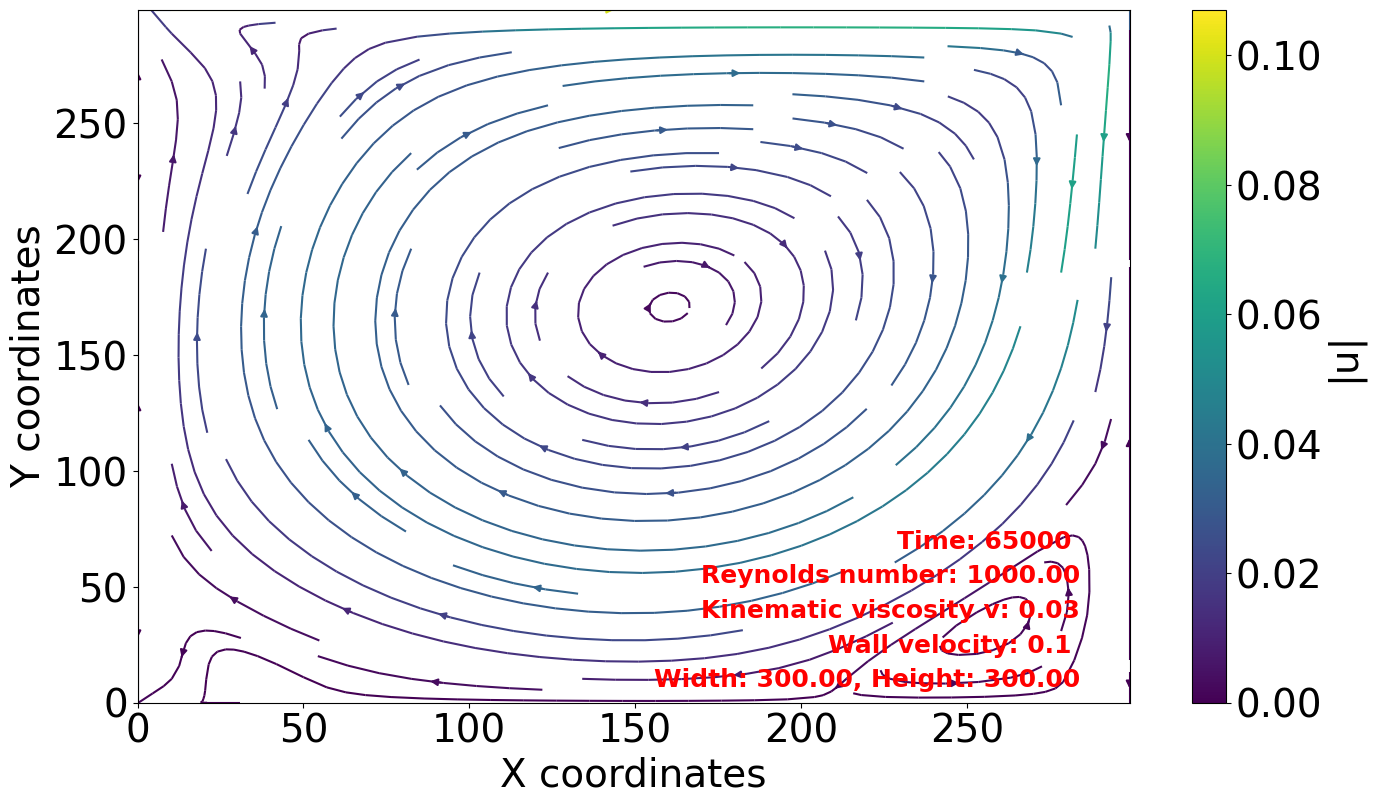 Y coordinates
250
200
150
100
50
0
0 50 100 150 200 250
X coordinates
Time: 65000
Reynolds number: 1000.00
Kinematic viscosity v: 0.03
Wall velocity: 0.1
Width: 300.00, Height: 300.00
0.10
0.08
0.06
0.04
0.02
0.00
|u|